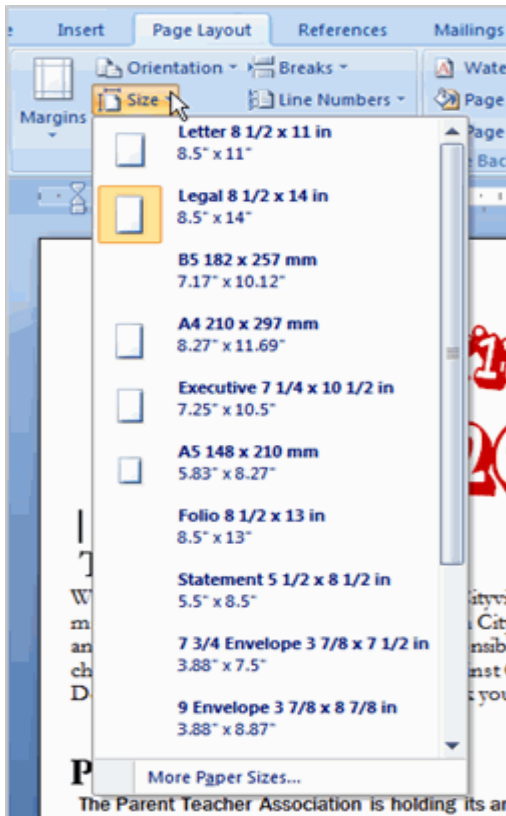 Insert Page Layout References Mailings
Orientation Breaks
Size Line Numbers Page
Margins
Page
Letter 8 1/2 x 11 in
8.5" x 11"
Legal 8 1/2 x 14 in
8.5" x 14"
B5 182 x 257 mm
7.17" x 10.12"
A4 210 x 297 mm
8.27" x 11.69"
Executive 7 1/4 x 10 1/2 in
7.25" x 10.5"
A5 148 x 210 mm
5.83" x 8.27"
Folio 8 1/2 x 13 in
8.5" x 13"
Statement 5 1/2 x 8 1/2 in
5.5" x 8.5"
7 3/4 Envelope 3 7/8 x 7 1/2 in
3.88" x 7.5"
9 Envelope 3 7/8 x 8 7/8 in
3.88" x 8.87"
More Paper Sizes...
The Parent Teacher Association is holding its